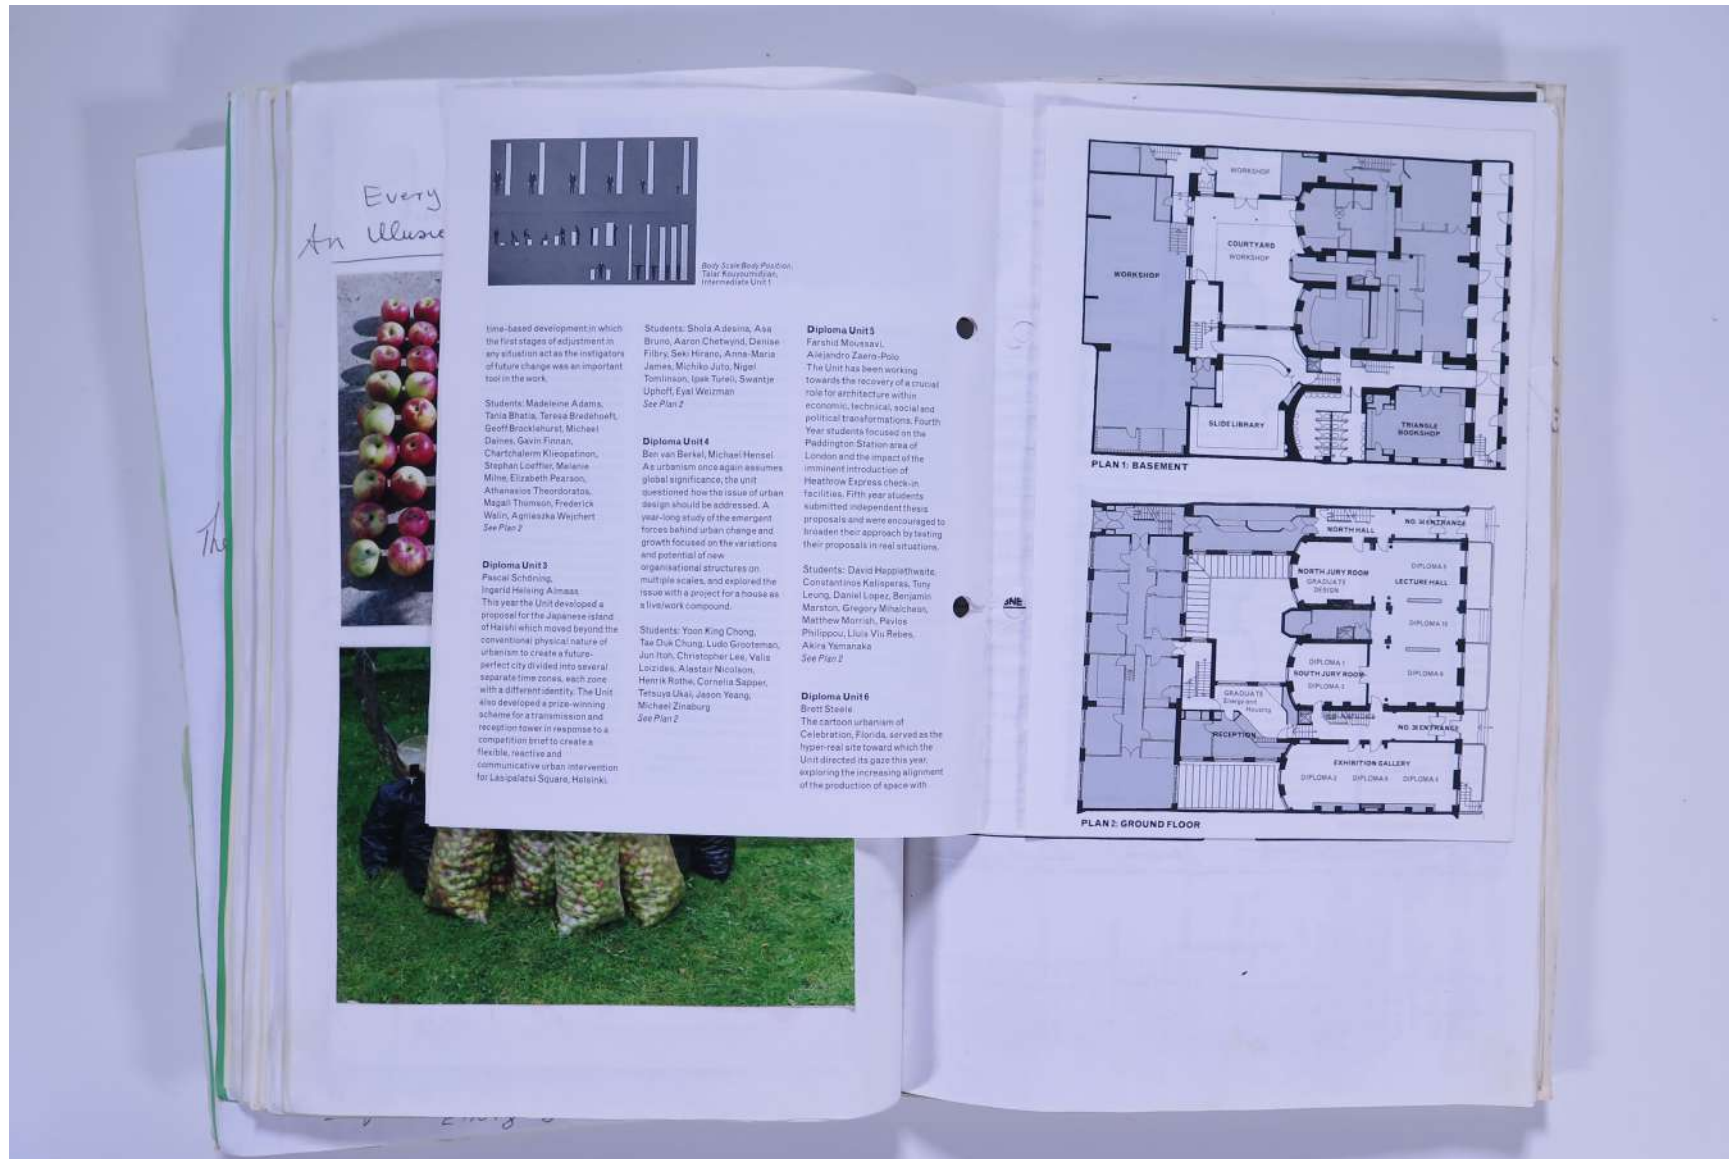 Every
An Illusi
The
Body Scale Body Position,
Talar Kouyoumdjian,
Intermediate Unit 1
time-based development in which
the first stages of adjustment in
any situation act as the instigators
of future change was an important
tool in the work.
Students: Madeleine Adams,
Tania Bhatia, Teresa Bredehoeft,
Geoff Brocklehurst, Michael
Daines, Gavin Finnan,
Chartchalerm Klieopatinon,
Stephan Loeffler, Melanie
Milne, Elizabeth Pearson,
Athanasios Theordoratos,
Magali Thomson, Frederick
Walin, Agnieszka Wejchert
See Plan 2
Diploma Unit 3
Pascal Schöning,
Ingerid Helsing Almaas
This year the Unit developed a
proposal for the Japanese island
of Haishi which moved beyond the
conventional physical nature of
urbanism to create a future-
perfect city divided into several
separate time zones, each zone
with a different identity. The Unit
also developed a prize-winning
scheme for a transmission and
reception tower in response to a
competition brief to create a
flexible, reactive and
communicative urban intervention
for Lasipalatsi Square, Helsinki.
Students: Shola Adesina, Asa
Bruno, Aaron Chetwynd, Denise
Filbry, Seki Hirano, Anna-Maria
James, Michiko Juto, Nigel
Tomlinson, Ipek Tureli, Swantje
Uphoff, Eyal Weizman
See Plan 2
Diploma Unit 4
Ben van Berkel, Michael Hensel
As urbanism once again assumes
global significance, the unit
questioned how the issue of urban
design should be addressed. A
year-long study of the emergent
forces behind urban change and
growth focused on the variations
and potential of new
organisational structures on
multiple scales, and explored the
issue with a project for a house as
a live/work compound.
Students: Yoon King Chong,
Tae Duk Chung, Ludo Grooteman,
Jun Itoh, Christopher Lee, Valis
Loizides, Alastair Nicolson,
Henrik Rothe, Cornelia Sapper,
Tetsuya Ukai, Jason Yeang,
Michael Zinaburg
See Plan 2
Diploma Unit 5
Farshid Moussavi,
Alejandro Zaera-Polo
The Unit has been working
towards the recovery of a crucial
role for architecture within
economic, technical, social and
political transformations. Fourth
Year students focused on the
Paddington Station area of
London and the impact of the
imminent introduction of
Heathrow Express check-in
facilities. Fifth year students
submitted independent thesis
proposals and were encouraged to
broaden their approach by testing
their proposals in real situations.
Students: David Happlethwaite,
Constantinos Kalisperas, Tony
Leung, Daniel Lopez, Benjamin
Marston, Gregory Mihalchean,
Matthew Morrish, Pavlos
Philippou, Lluis Viu Rebes,
Akira Yamanaka
See Plan 2
Diploma Unit 6
Brett Steele
The cartoon urbanism of
Celebration, Florida, served as the
hyper-real site toward which the
Unit directed its gaze this year,
exploring the increasing alignment
of the production of space with
WORKSHOP
COURTYARD
WORKSHOP
WORKSHOP
SLIDE LIBRARY
TRIANGLE
BOOKSHOP
PLAN 1: BASEMENT
NORTH HALL
NORTH JURY ROOM
GRADUATE
DESIGN
DIPLOMA
LECTURE HALL
DIPLOMA
DIPLOMA 1
SOUTH JURY ROOM
DIPLOMA 3
DIPLOMA
GRADUATE
Energy and
Housing
RECEPTION
EXHIBITION GALLERY
DIPLOMA 2
DIPLOMA
DIPLOMA
PLAN 2: GROUND FLOOR